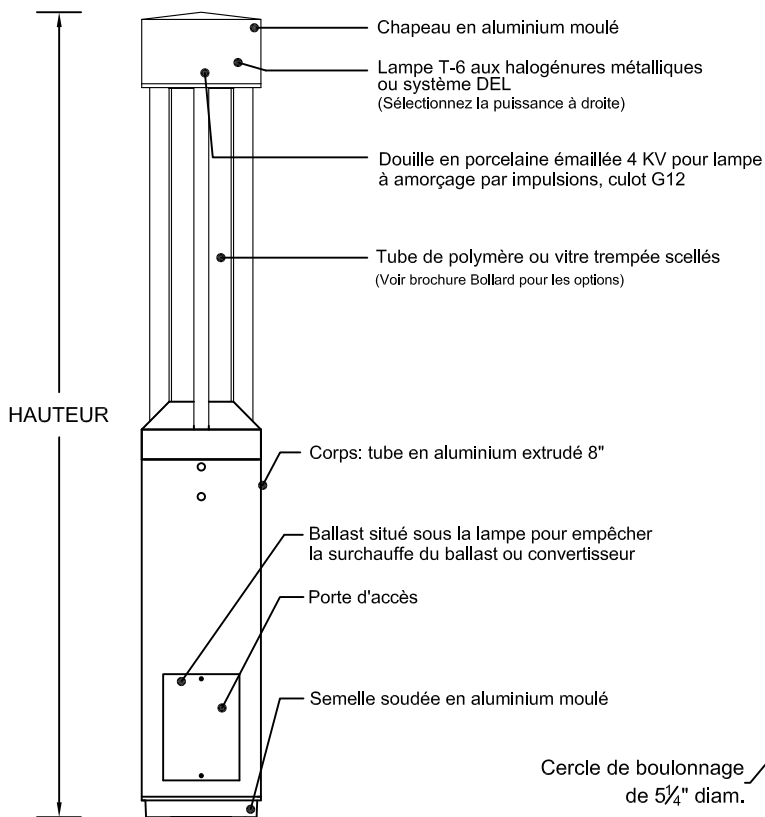 Chapeau en aluminium moulé
Lampe T-6 aux halogénures métalliques
ou système DEL
(Sélectionnez la puissance à droite)
Douille en porcelaine émaillée 4 KV pour lampe
à amorçage par impulsions, culot G12
Tube de polymère ou vitre trempée scellés
(Voir brochure Bollard pour les options)
HAUTEUR
Corps: tube en aluminium extrudé 8"
Ballast situé sous la lampe pour empêcher
la surchauffe du ballast ou convertisseur
Porte d'accès
Semelle soudée en aluminium moulé
Cercle de boulonnage
de 5¼" diam.